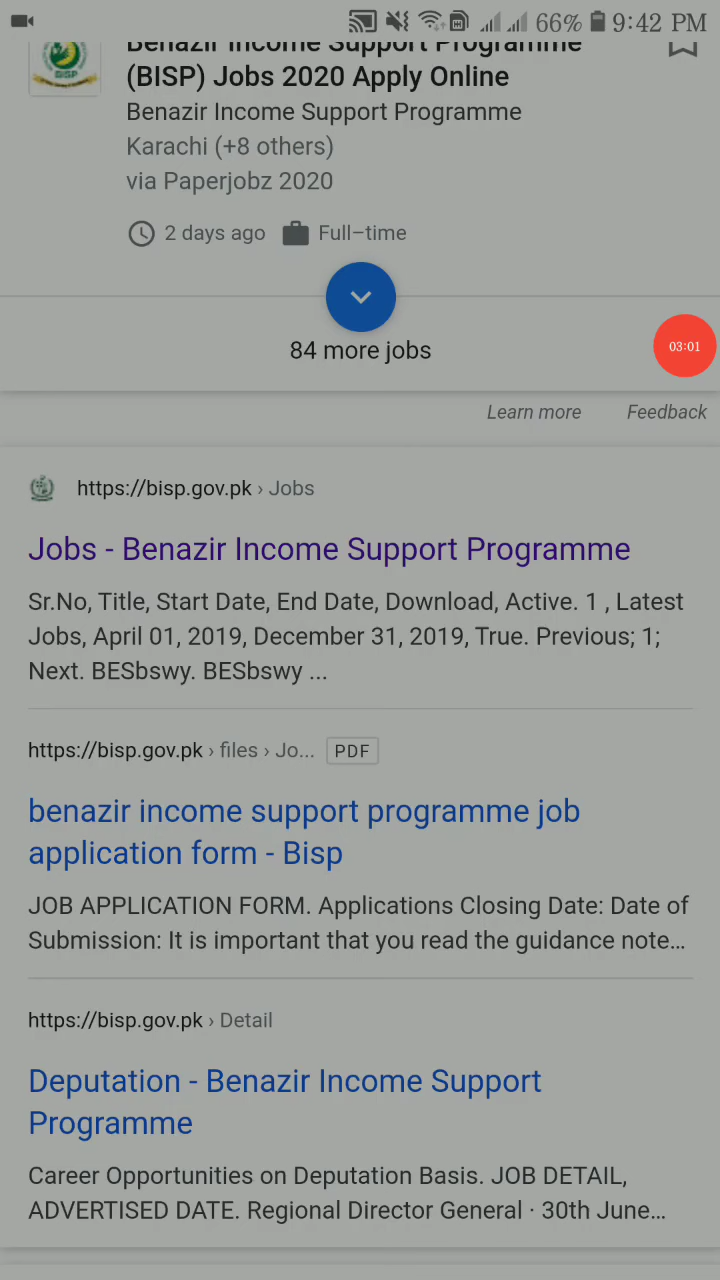 66% 9:42 PM
Benazir Income Support Programme
(BISP) Jobs 2020 Apply Online
BISP
Benazir Income Support Programme
Karachi (+8 others)
via Paperjobz 2020
2 days ago Full–time
84 more jobs
03:01
Learn more Feedback
https://bisp.gov.pk › Jobs
Jobs - Benazir Income Support Programme
Sr.No, Title, Start Date, End Date, Download, Active. 1 , Latest
Jobs, April 01, 2019, December 31, 2019, True. Previous; 1;
Next. BESbswy. BESbswy ...
https://bisp.gov.pk › files › Jo... PDF
benazir income support programme job
application form - Bisp
JOB APPLICATION FORM. Applications Closing Date: Date of
Submission: It is important that you read the guidance note...
https://bisp.gov.pk › Detail
Deputation - Benazir Income Support
Programme
Career Opportunities on Deputation Basis. JOB DETAIL,
ADVERTISED DATE. Regional Director General · 30th June...